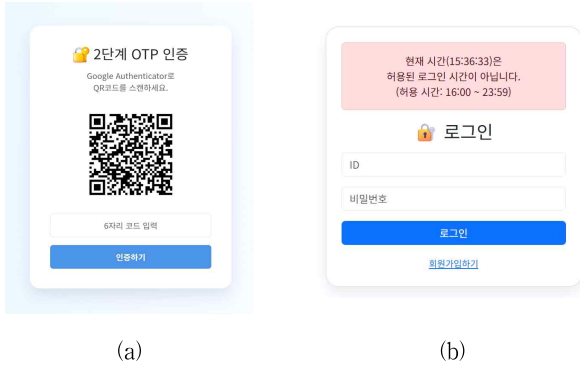 2단계 OTP 인증
Google Authenticator로
QR코드를 스캔하세요.
6자리 코드 입력
인증하기
(a)
현재 시간(15:36:33)은
허용된 로그인 시간이 아닙니다.
(허용 시간: 16:00 ~ 23:59)
로그인
ID
비밀번호
로그인
회원가입하기
(b)